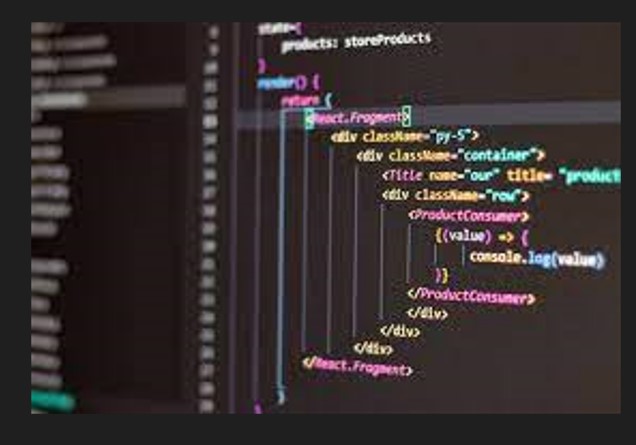 state={
products: storeProducts
}
render() {
return (
<React.Fragment>
<div className="py-5">
<div className="container">
<Title name="our" title= "product
<div className="row">
<ProductConsumer>
{(value) => {
console.log(value)
}}
</ProductConsumer>
</div>
</div>
</div>
</React.Fragment>
)
}